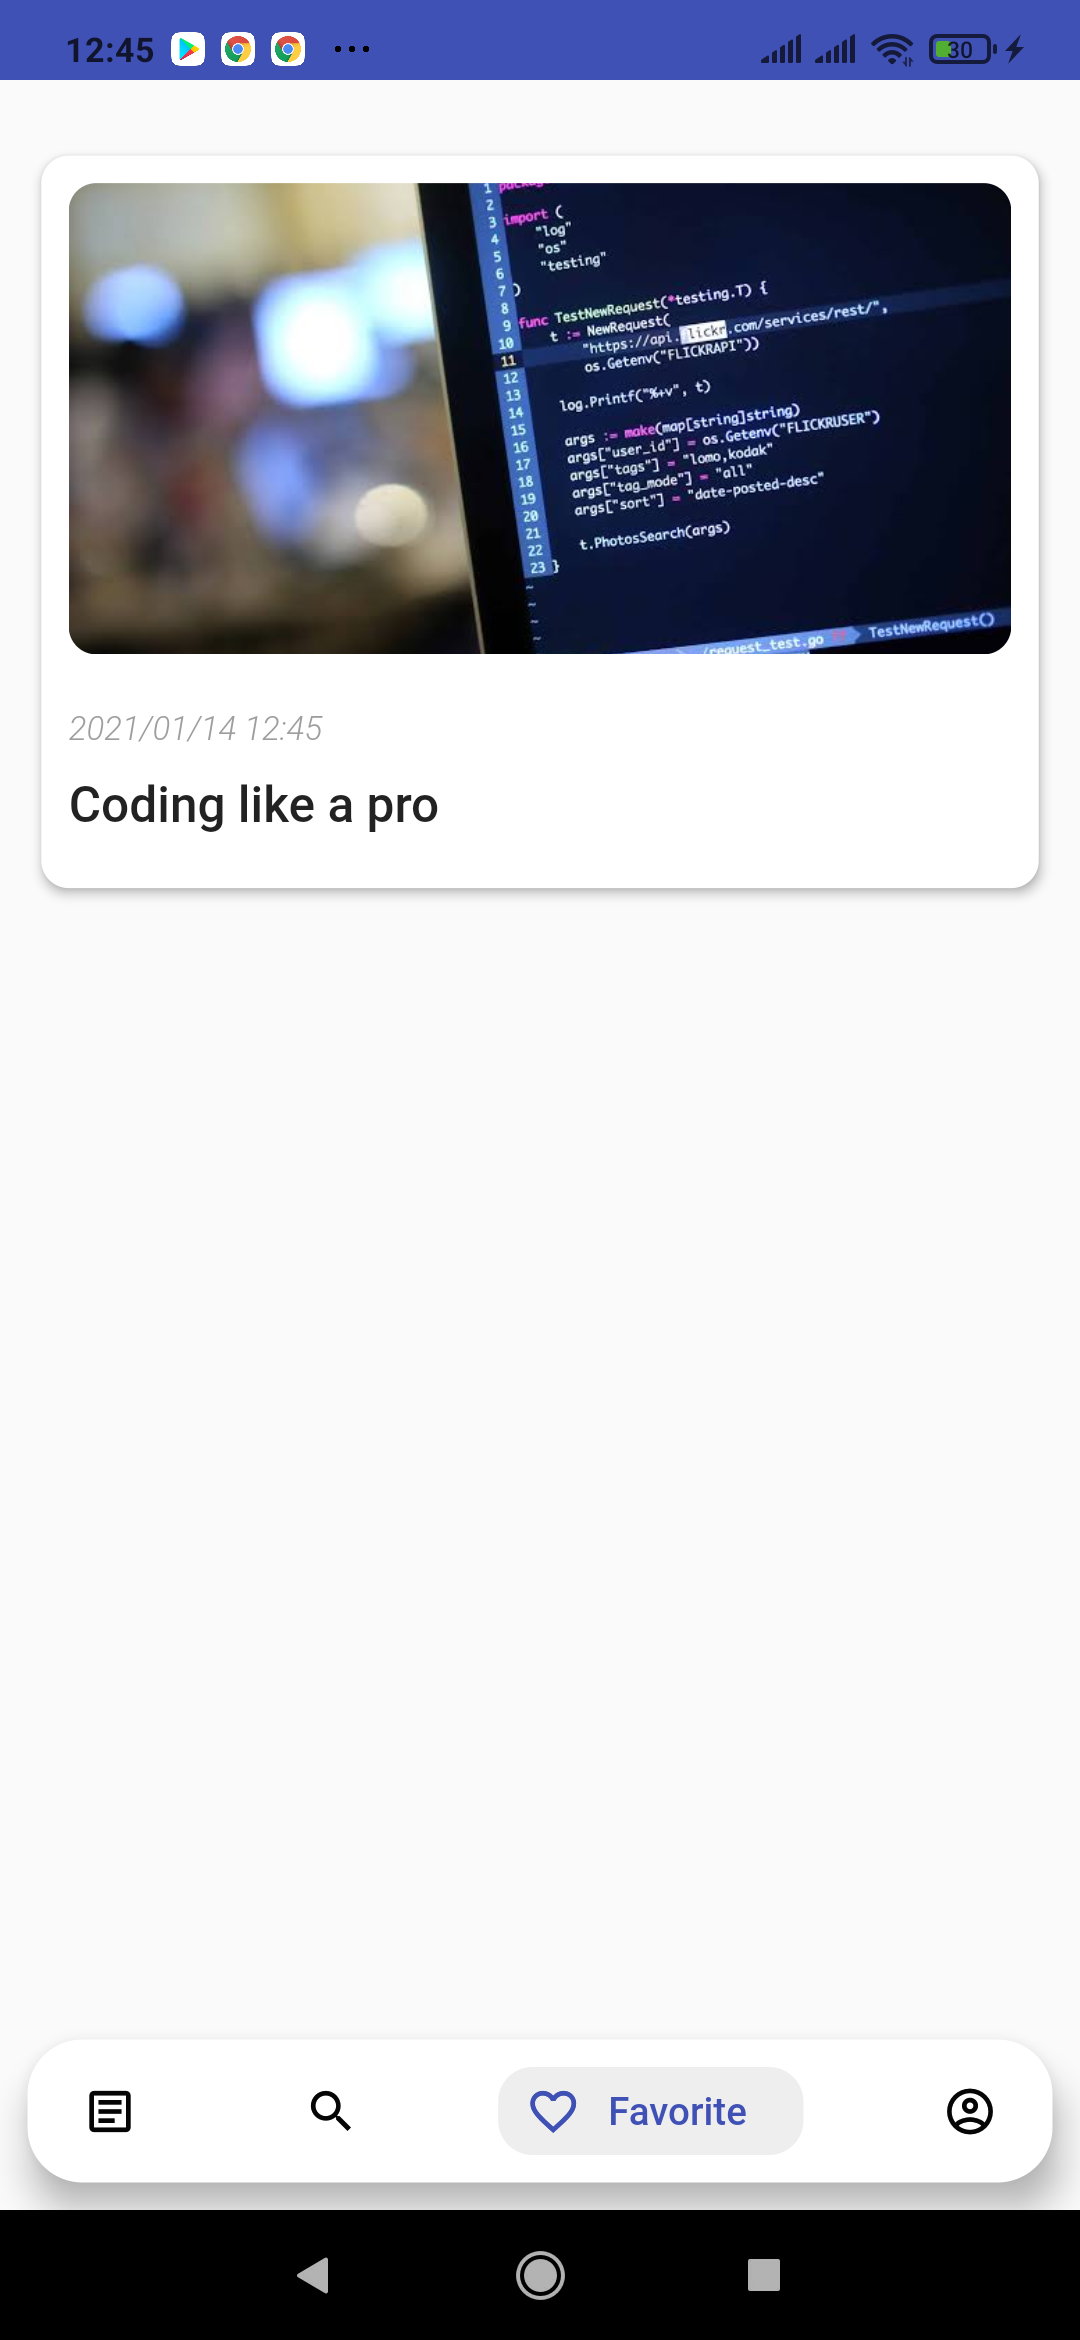 12:45
30
1 package
2
3 import (
4 "log"
5 "os"
6 "testing"
7 )
8
9 func TestNewRequest(*testing.T) {
10 t := NewRequest(
11 "https://api.flickr.com/services/rest/",
12 os.Getenv("FLICKRAPI"))
13
14 log.Printf("%+v", t)
15
16 args := make(map[string]string)
17 args["user_id"] = os.Getenv("FLICKRUSER")
18 args["tags"] = "lomo,kodak"
19 args["tag_mode"] = "all"
20 args["sort"] = "date-posted-desc"
21
22 t.PhotosSearch(args)
23 }
~
~
~
~
/request_test.go TestNewRequest()
2021/01/14 12:45
Coding like a pro
Favorite